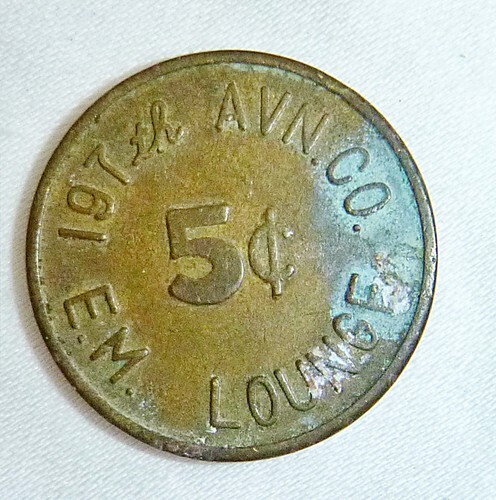 197th AVN. CO.
5¢
E.M. LOUNGE